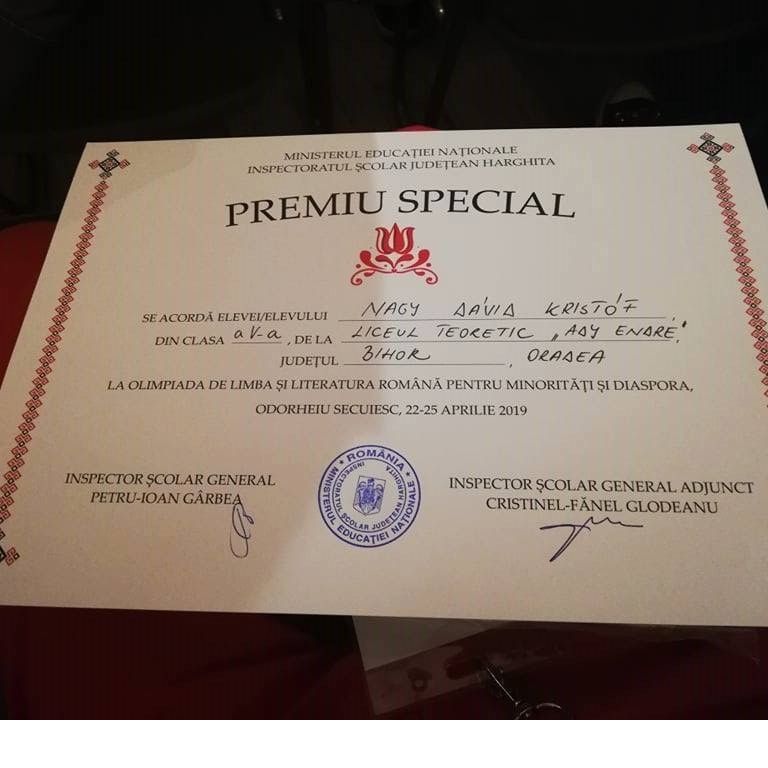 MINISTERUL EDUCAȚIEI NAȚIONALE
INSPECTORATUL ȘCOLAR JUDEȚEAN HARGHITA
PREMIU SPECIAL
SE ACORDĂ ELEVEI/ELEVULUI NAGY DÁVID KRISTÓF.
DIN CLASA a V-a, DE LA LICEUL TEORETIC „ADY ENDRE",
JUDEȚUL BIHOR, ORADEA
LA OLIMPIADA DE LIMBA ȘI LITERATURA ROMÂNĂ PENTRU MINORITĂȚI ȘI DIASPORA,
ODORHEIU SECUIESC, 22-25 APRILIE 2019
INSPECTOR ȘCOLAR GENERAL
PETRU-IOAN GÂRBEA
ROMÂNIA
MINISTERUL EDUCAȚIEI NAȚIONALE
INSPECTORATUL ȘCOLAR JUDEȚEAN HARGHITA
INSPECTOR ȘCOLAR GENERAL ADJUNCT
CRISTINEL-FĂNEL GLODEANU